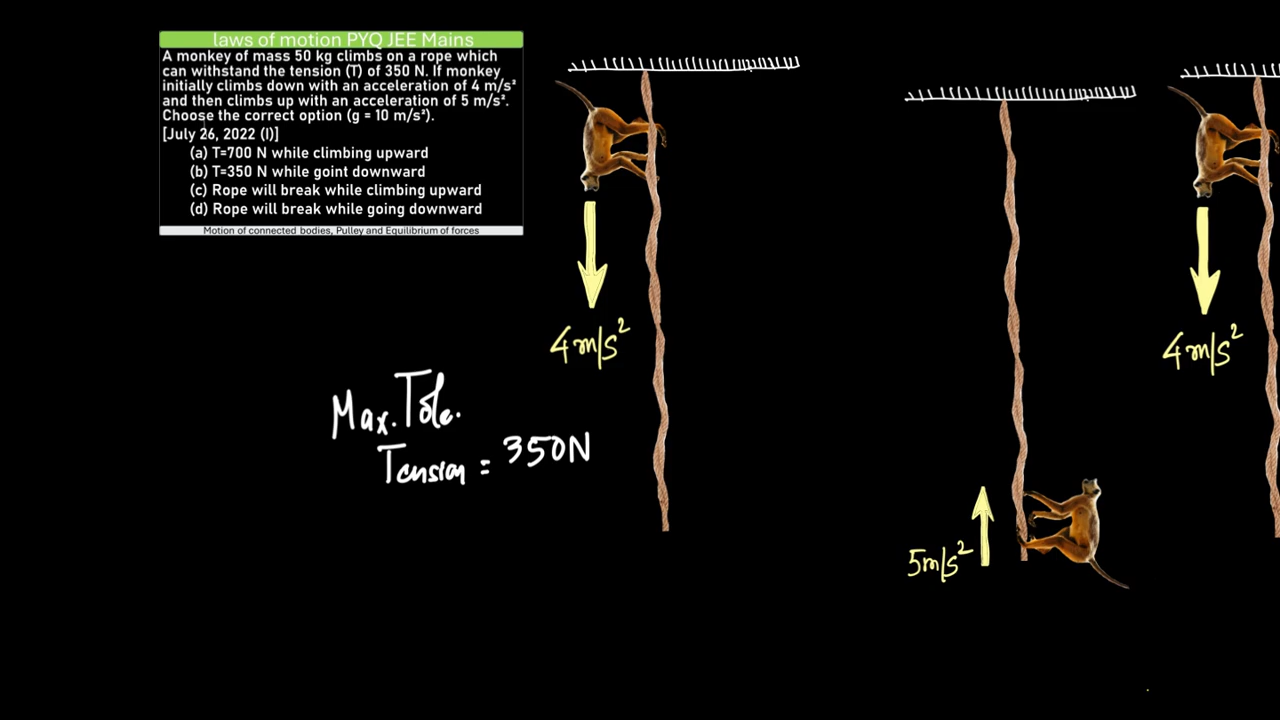 laws of motion PYQ JEE Mains
A monkey of mass 50 kg climbs on a rope which
can withstand the tension (T) of 350 N. If monkey
initially climbs down with an acceleration of 4 m/s²
and then climbs up with an acceleration of 5 m/s².
Choose the correct option (g = 10 m/s²).
[July 26, 2022 (I)]
(a) T=700 N while climbing upward
(b) T=350 N while goint downward
(c) Rope will break while climbing upward
(d) Rope will break while going downward
Motion of connected bodies, Pulley and Equilibrium of forces
4m/s²
4m/s²
Max. Tole.
Tension = 350N
5m/s²